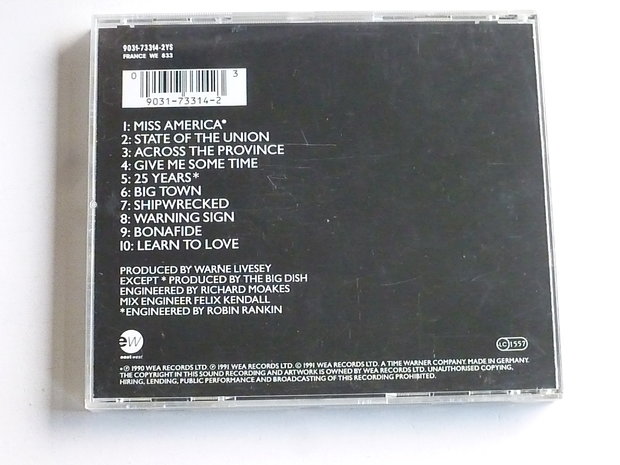 9031-73314-2YS
FRANCE WE 833
0 3
9031-73314-2
1: MISS AMERICA*
2: STATE OF THE UNION
3: ACROSS THE PROVINCE
4: GIVE ME SOME TIME
5: 25 YEARS*
6: BIG TOWN
7: SHIPWRECKED
8: WARNING SIGN
9: BONAFIDE
10: LEARN TO LOVE
PRODUCED BY WARNE LIVESEY
EXCEPT * PRODUCED BY THE BIG DISH
ENGINEERED BY RICHARD MOAKES
MIX ENGINEER FELIX KENDALL
*ENGINEERED BY ROBIN RANKIN
ew
east west
LC 1557
*℗ 1990 WEA RECORDS LTD. ℗ 1991 WEA RECORDS LTD. © 1991 WEA RECORDS LTD. A TIME WARNER COMPANY. MADE IN GERMANY.
THE COPYRIGHT IN THIS SOUND RECORDING AND ARTWORK IS OWNED BY WEA RECORDS LTD. UNAUTHORISED COPYING,
HIRING, LENDING, PUBLIC PERFORMANCE AND BROADCASTING OF THIS RECORDING PROHIBITED.